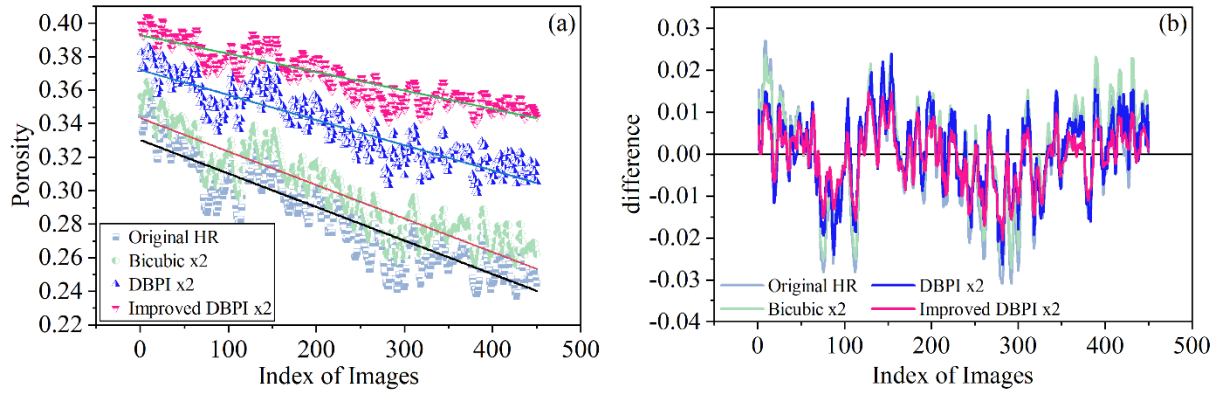 (a)
0.40
0.38
0.36
0.34
0.32
0.30
0.28
0.26
0.24
0.22
Porosity
Original HR
Bicubic x2
DBPI x2
Improved DBPI x2
0 100 200 300 400 500
Index of Images
(b)
0.03
0.02
0.01
0.00
-0.01
-0.02
-0.03
-0.04
difference
Original HR DBPI x2
Bicubic x2 Improved DBPI x2
0 100 200 300 400 500
Index of Images